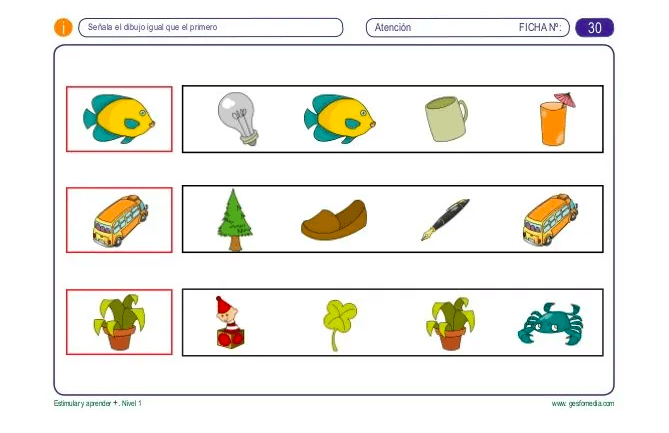 i Señala el dibujo igual que el primero Atención FICHA Nº: 30
Estimular y aprender +. Nivel 1 www. gesfomedia.com